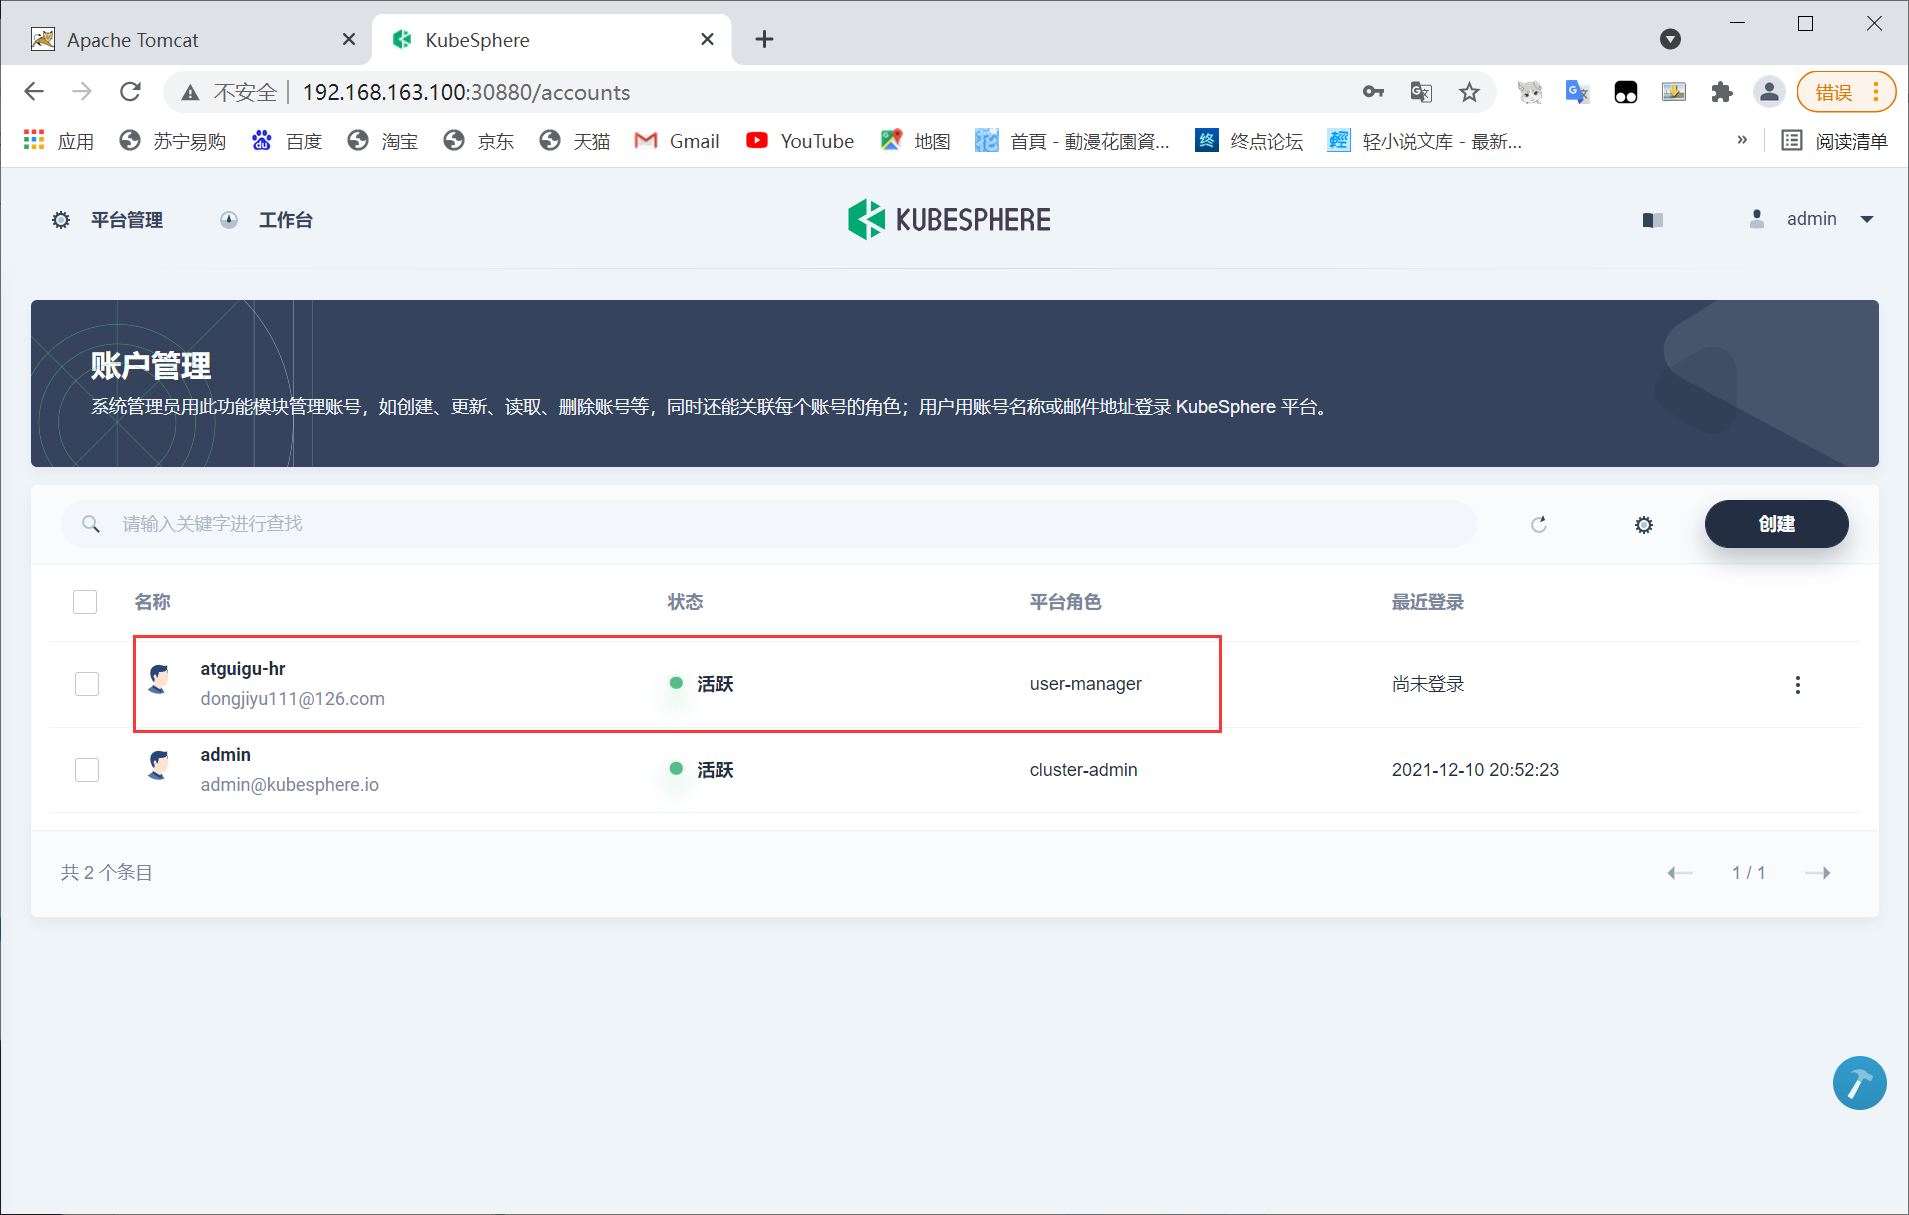 Apache Tomcat
KubeSphere
不安全
192.168.163.100:30880/accounts
错误
应用
苏宁易购
百度
淘宝
京东
天猫
Gmail
YouTube
地图
首頁 - 動漫花園資...
终
终点论坛
輕
轻小说文库 - 最新...
»
阅读清单
平台管理
工作台
KUBESPHERE
admin
账户管理
系统管理员用此功能模块管理账号，如创建、更新、读取、删除账号等，同时还能关联每个账号的角色；用户用账号名称或邮件地址登录 KubeSphere 平台。
请输入关键字进行查找
创建
名称
状态
平台角色
最近登录
atguigu-hr
dongjiyu111@126.com
活跃
user-manager
尚未登录
admin
admin@kubesphere.io
活跃
cluster-admin
2021-12-10 20:52:23
共 2 个条目
1 / 1